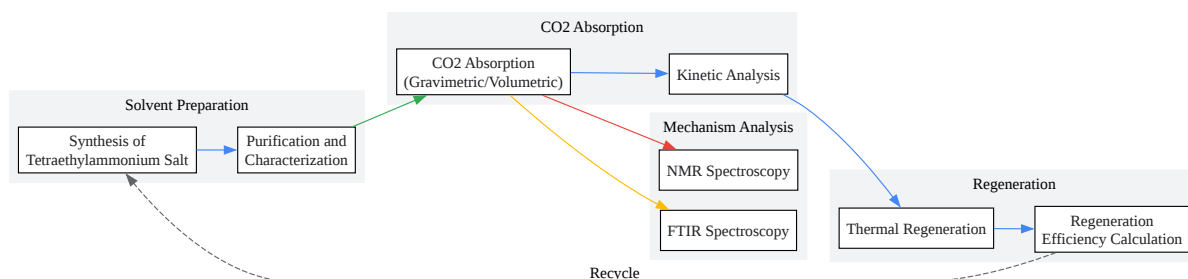 CO2 Absorption
CO2 Absorption
(Gravimetric/Volumetric)
Kinetic Analysis
Solvent Preparation
Synthesis of
Tetraethylammonium Salt
Purification and
Characterization
Mechanism Analysis
NMR Spectroscopy
FTIR Spectroscopy
Regeneration
Thermal Regeneration
Regeneration
Efficiency Calculation
Recycle